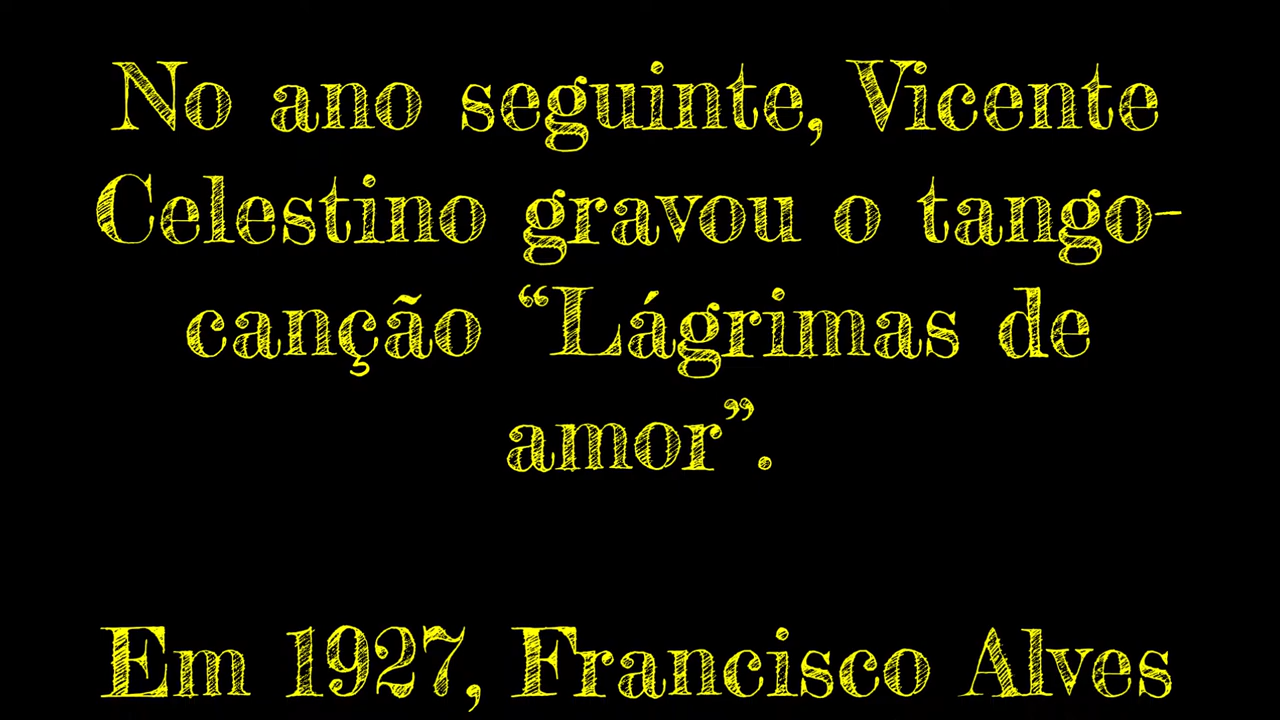 No ano seguinte, Vicente
Celestino gravou o tango-
canção “Lágrimas de
amor”.
Em 1927, Francisco Alves